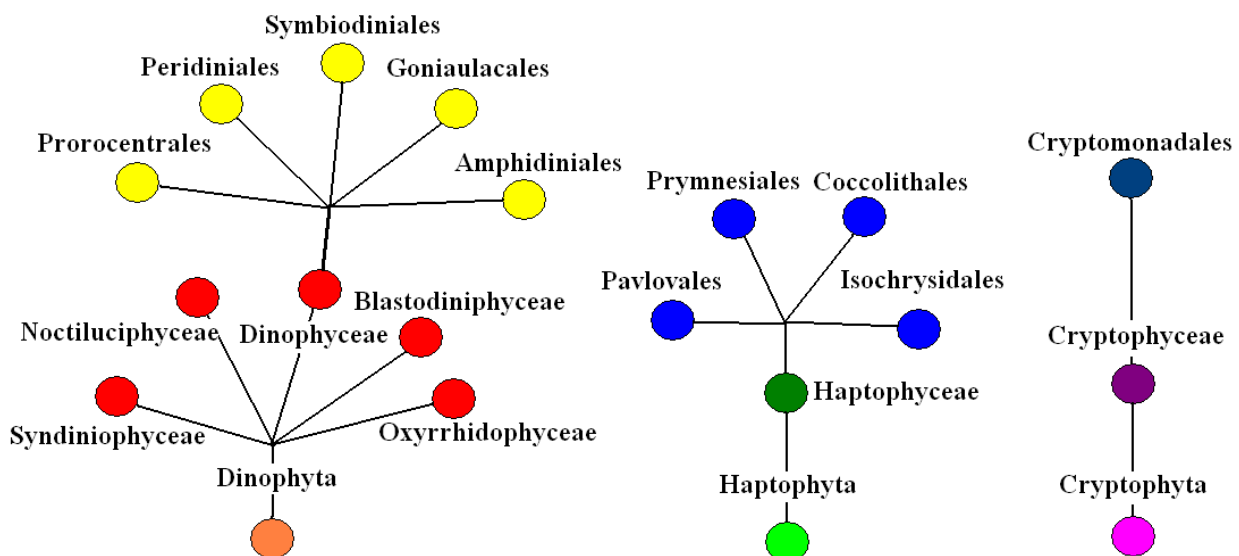 Symbiodiniales
Peridiniales
Goniaulacales
Prorocentrales
Amphidiniales
Noctiluciphyceae
Dinophyceae
Blastodiniphyceae
Syndiniophyceae
Oxyrrhidophyceae
Dinophyta
Prymnesiales
Coccolithales
Pavlovales
Isochrysidales
Haptophyceae
Haptophyta
Cryptomonadales
Cryptophyceae
Cryptophyta